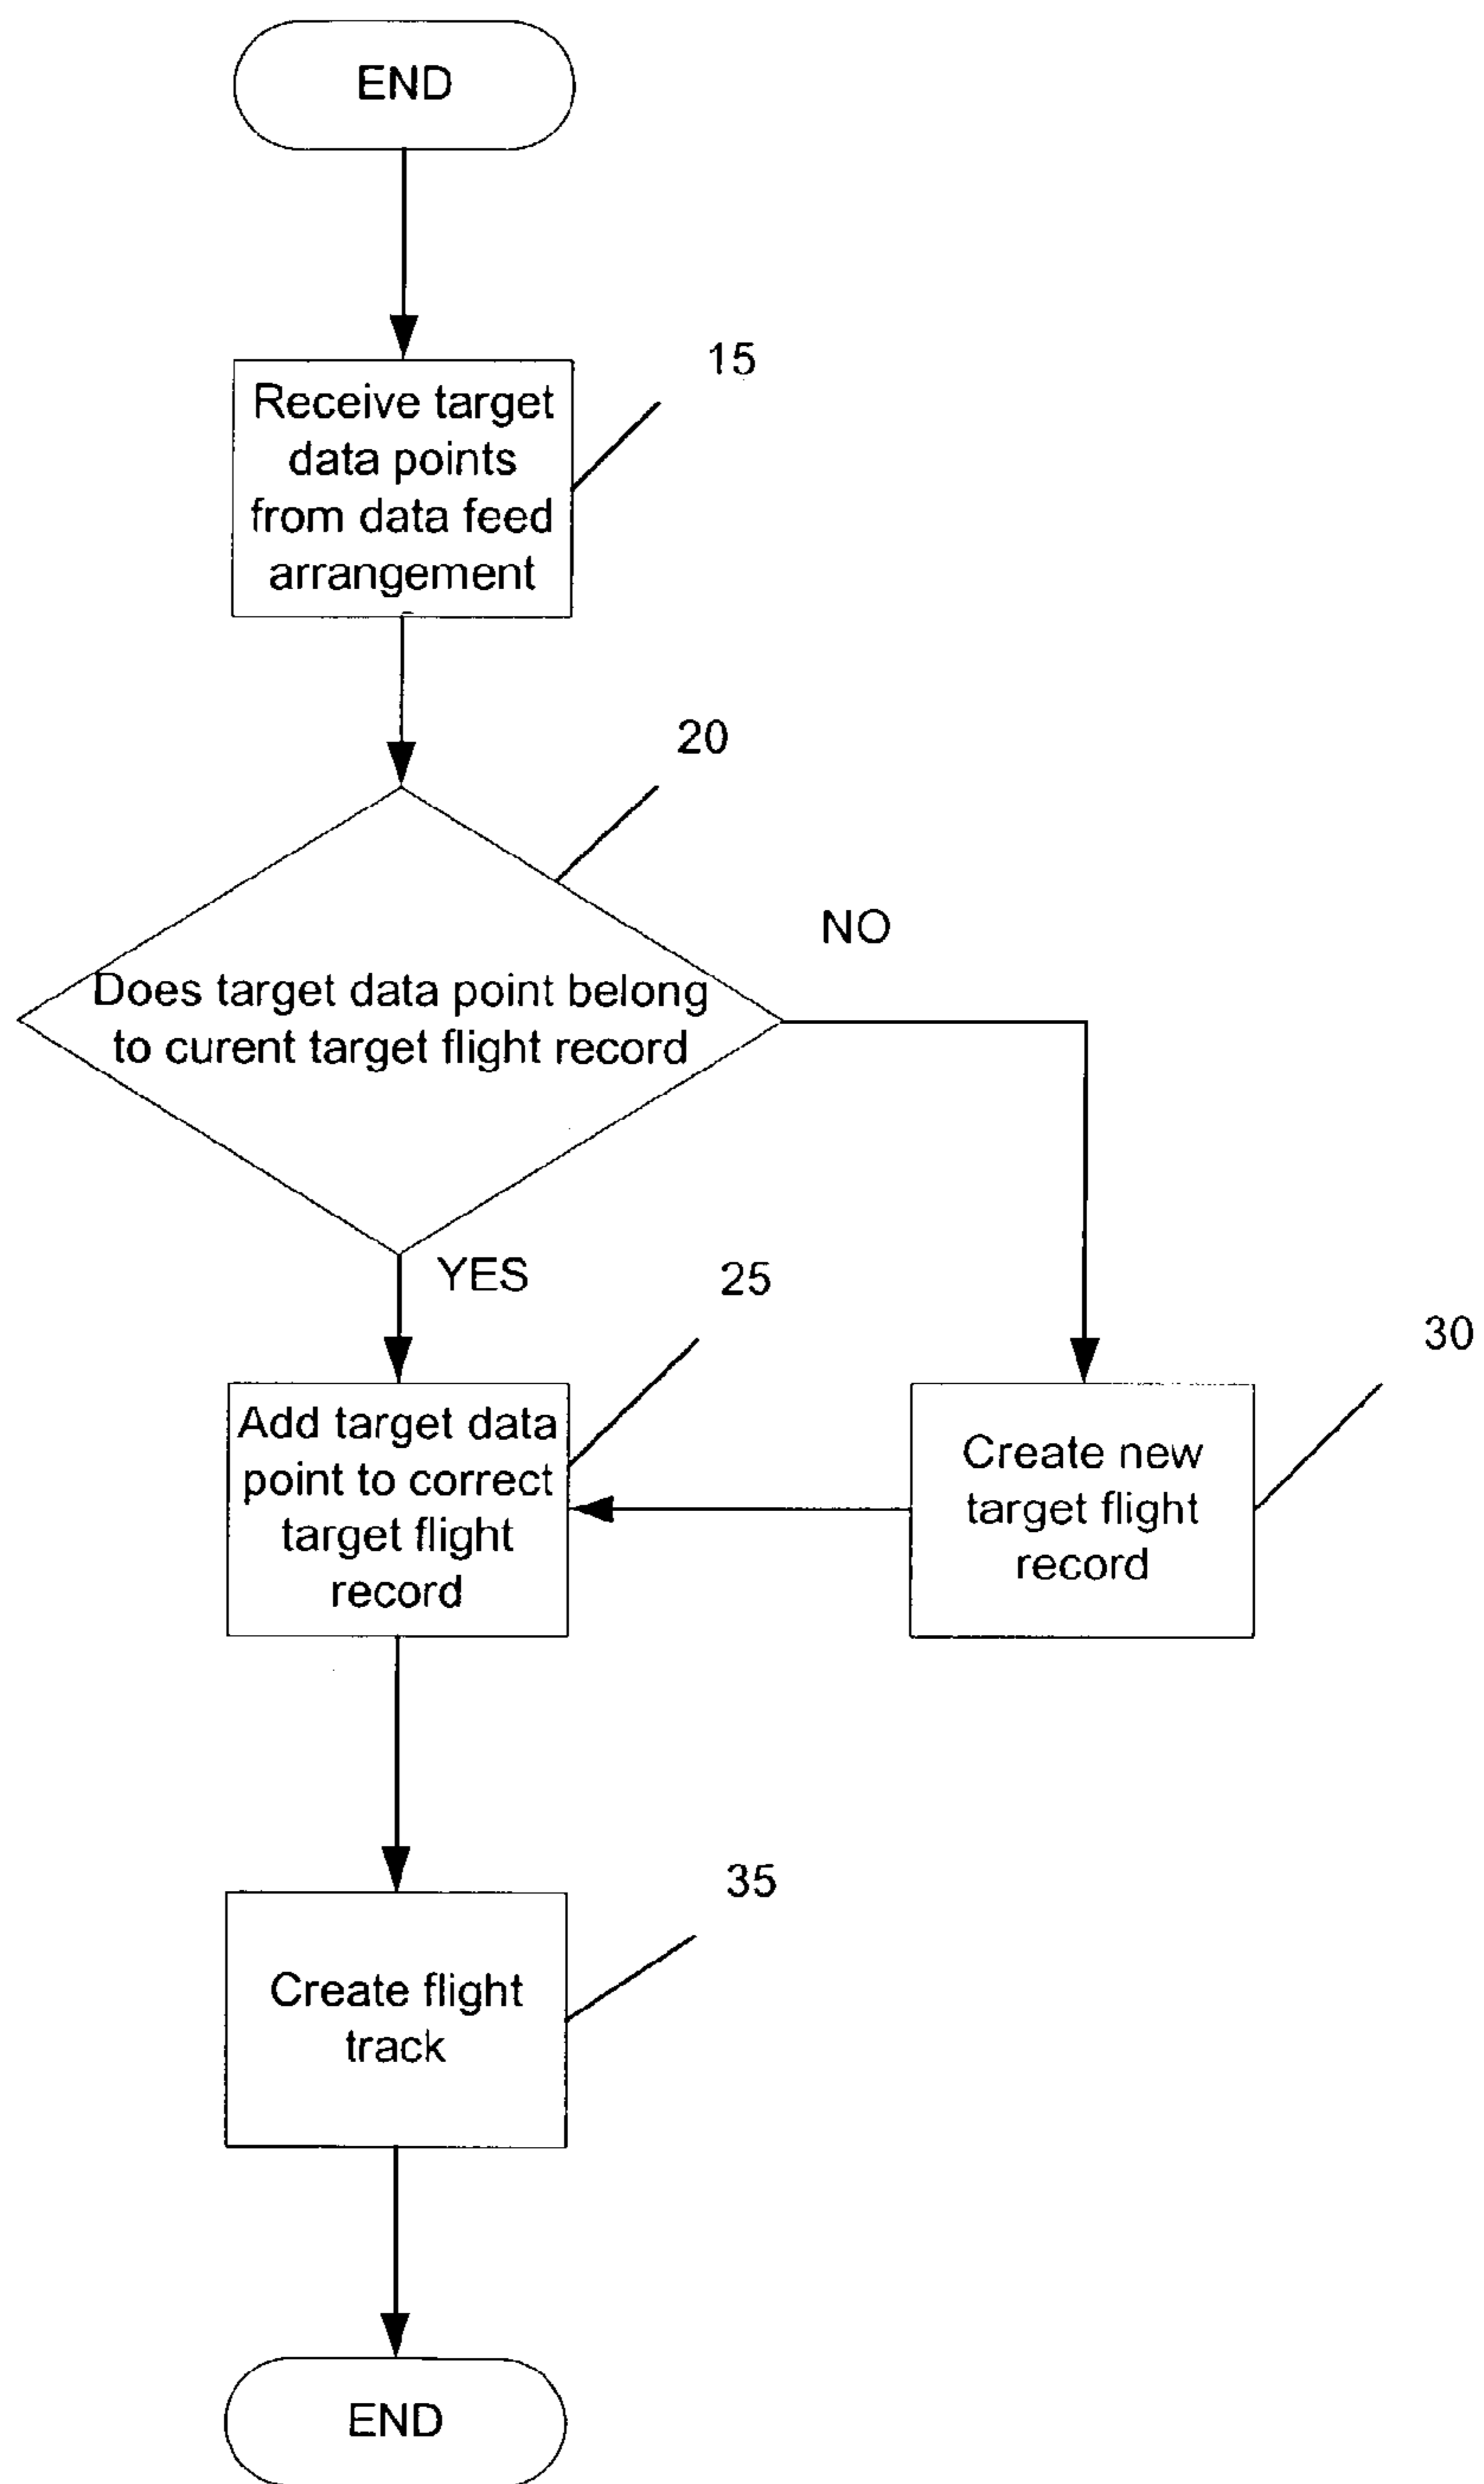 END
15
Receive target
data points
from data feed
arrangement
20
NO
Does target data point belong
to curent target flight record
YES
25
30
Add target data
point to correct
target flight
record
Create new
target flight
record
35
Create flight
track
END